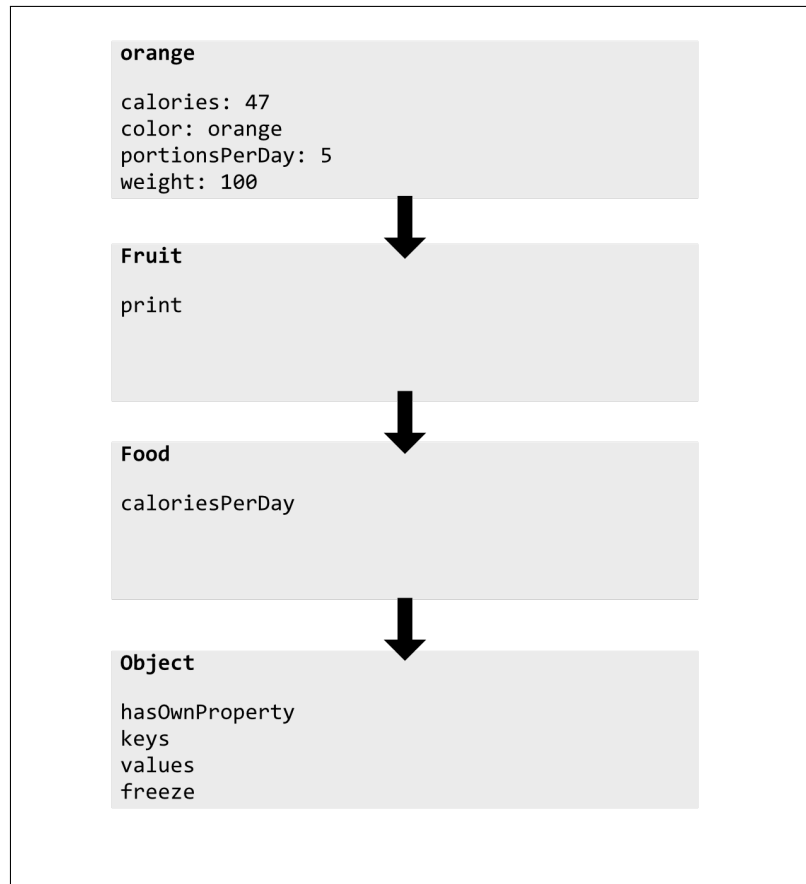 orange
calories: 47
color: orange
portionsPerDay: 5
weight: 100
Fruit
print
Food
caloriesPerDay
Object
hasOwnProperty
keys
values
freeze